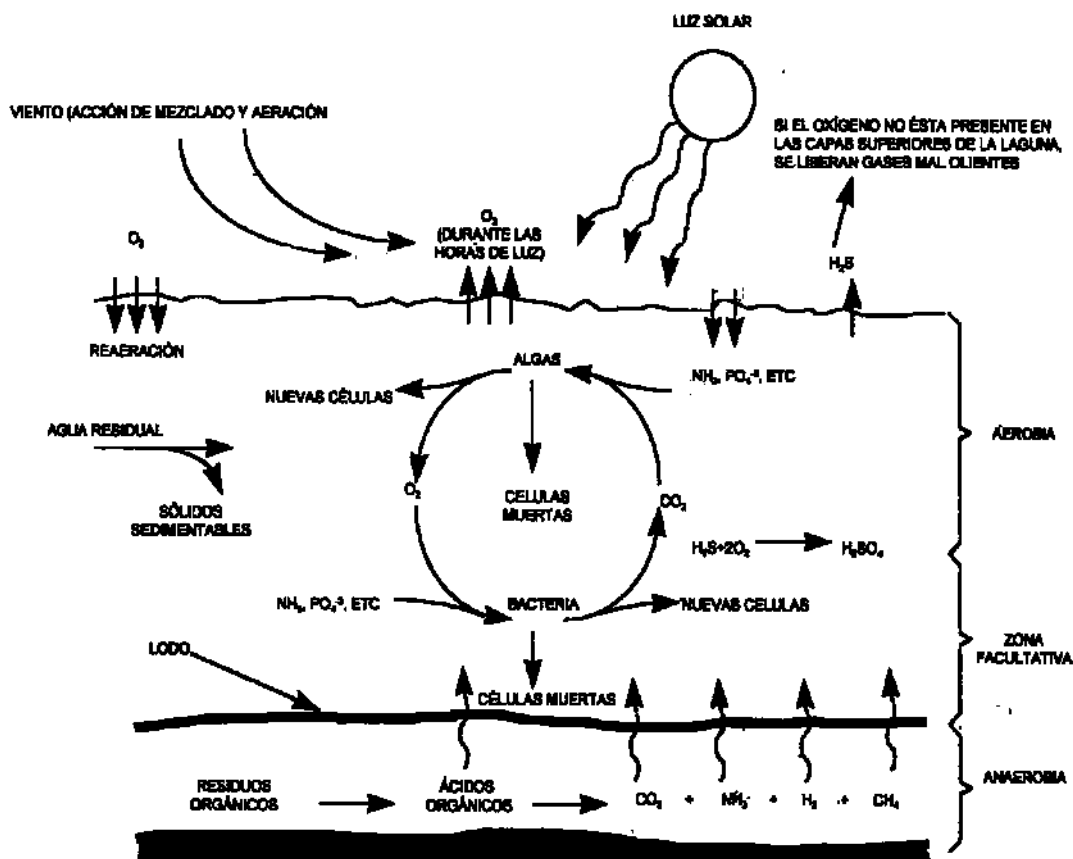 LUZ SOLAR
VIENTO (ACCIÓN DE MEZCLADO Y AERACIÓN
SI EL OXÍGENO NO ÉSTA PRESENTE EN
LAS CAPAS SUPERIORES DE LA LAGUNA,
SE LIBERAN GASES MAL OLIENTES
O₂
O₂
(DURANTE LAS
HORAS DE LUZ)
H₂S
REAERACIÓN
ALGAS
NH₃, PO₄⁻³, ETC
NUEVAS CÉLULAS
AGUA RESIDUAL
ÁEROBIA
O₂
CELULAS
MUERTAS
CO₂
SÓLIDOS
SEDIMENTABLES
H₂S+2O₂
H₂SO₄
NH₃, PO₄⁻³, ETC
BACTERIA
NUEVAS CELULAS
LODO
ZONA
FACULTATIVA
CÉLULAS MUERTAS
RESIDUOS
ORGÁNICOS
ÁCIDOS
ORGÁNICOS
CO₂ + NH₃ + H₂ + CH₄
ANAEROBIA